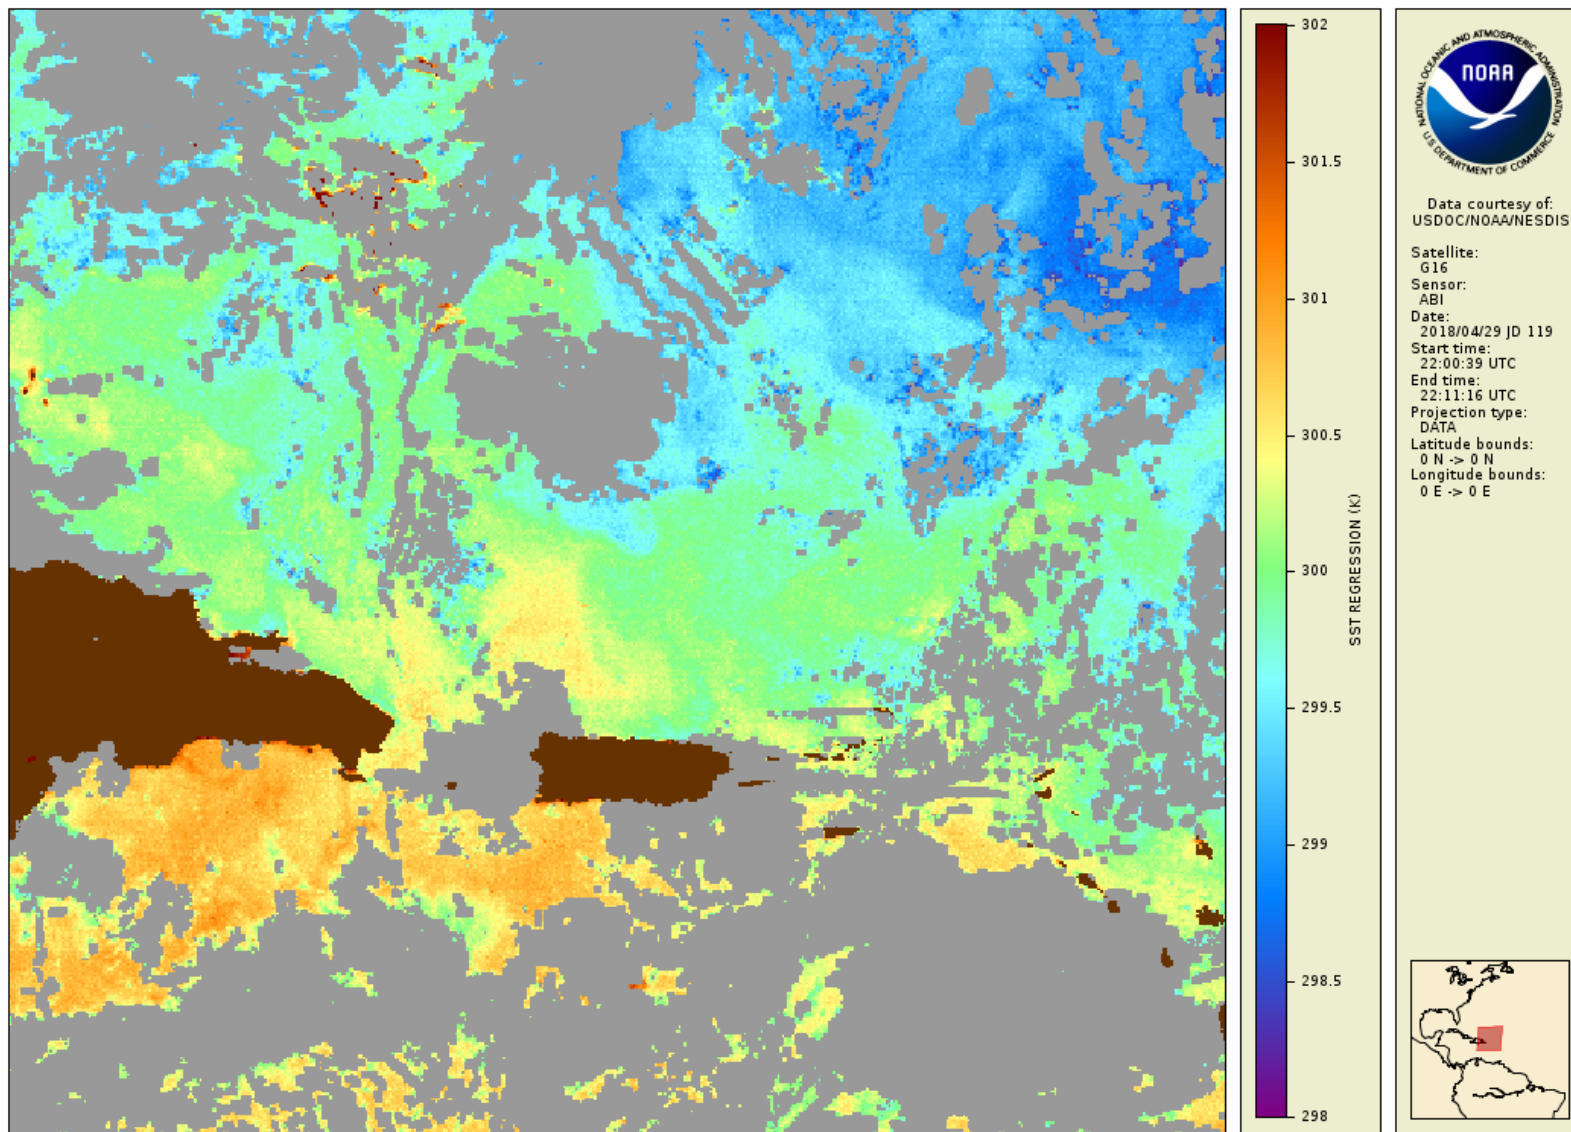 302
301.5
301
300.5
300
299.5
299
298.5
298
SST REGRESSION (K)
NATIONAL OCEANIC AND ATMOSPHERIC ADMINISTRATION
NOAA
U.S. DEPARTMENT OF COMMERCE
Data courtesy of:
USDOC/NOAA/NESDIS
Satellite:
G16
Sensor:
ABI
Date:
2018/04/29 JD 119
Start time:
22:00:39 UTC
End time:
22:11:16 UTC
Projection type:
DATA
Latitude bounds:
0 N -> 0 N
Longitude bounds:
0 E -> 0 E